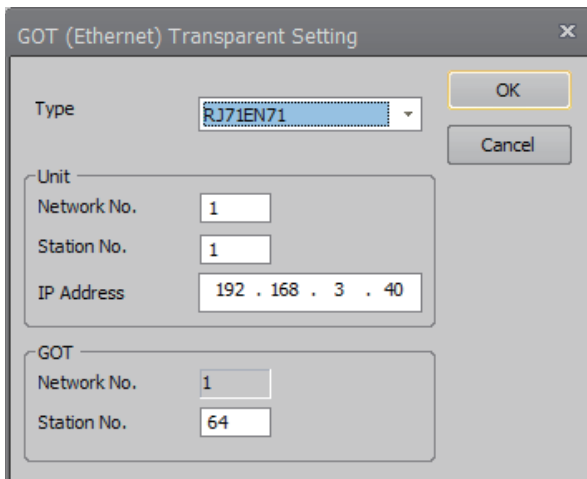 GOT (Ethernet) Transparent Setting
Type
RJ71EN71
OK
Cancel
Unit
Network No.
1
Station No.
1
IP Address
192 . 168 . 3 . 40
GOT
Network No.
1
Station No.
64